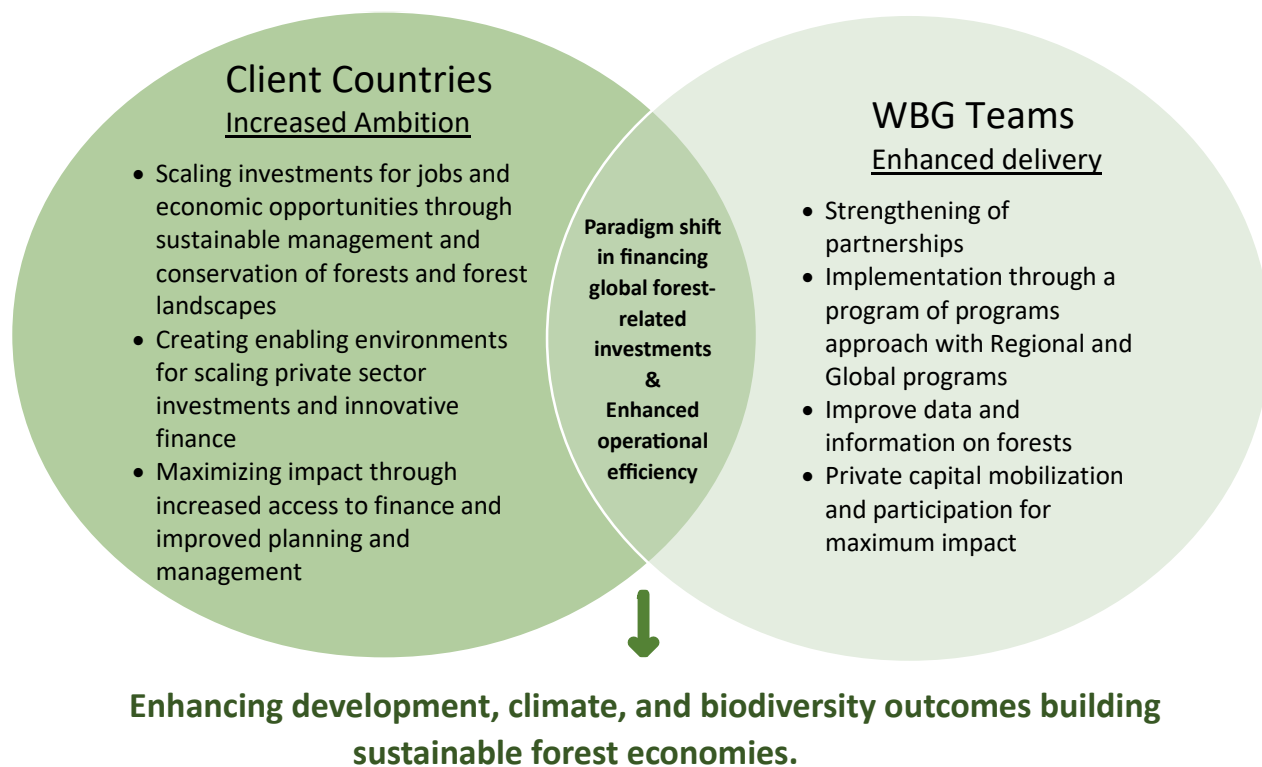 Client Countries
Increased Ambition
• Scaling investments for jobs and
economic opportunities through
sustainable management and
conservation of forests and forest
landscapes
• Creating enabling environments
for scaling private sector
investments and innovative
finance
• Maximizing impact through
increased access to finance and
improved planning and
management
Paradigm shift
in financing
global forest-
related
investments
&
Enhanced
operational
efficiency
WBG Teams
Enhanced delivery
• Strengthening of
partnerships
• Implementation through a
program of programs
approach with Regional and
Global programs
• Improve data and
information on forests
• Private capital mobilization
and participation for
maximum impact
Enhancing development, climate, and biodiversity outcomes building
sustainable forest economies.